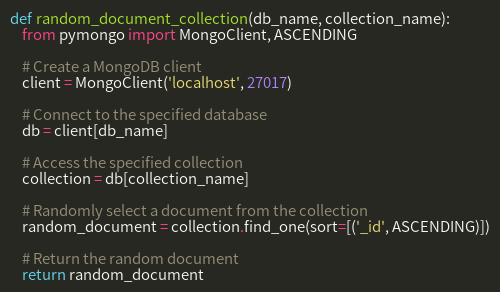 def random_document_collection(db_name, collection_name):
from pymongo import MongoClient, ASCENDING
# Create a MongoDB client
client = MongoClient('localhost', 27017)
# Connect to the specified database
db = client[db_name]
# Access the specified collection
collection = db[collection_name]
# Randomly select a document from the collection
random_document = collection.find_one(sort=[('_id', ASCENDING)])
# Return the random document
return random_document